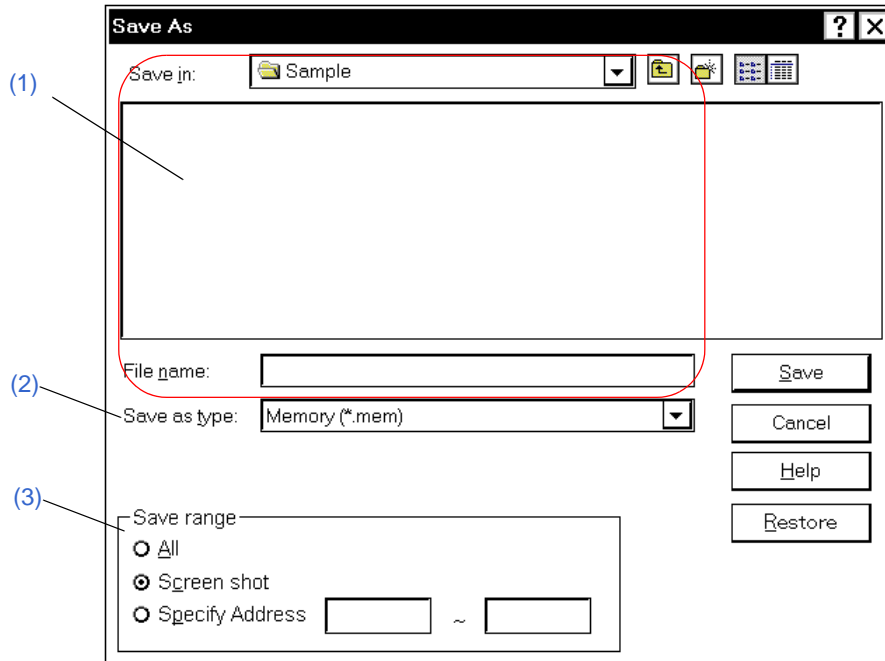 Save As
(1)
Save in: Sample
File name:
Save
(2)
Save as type: Memory (*.mem)
Cancel
Help
(3)
Save range
Restore
All
Screen shot
Specify Address ~